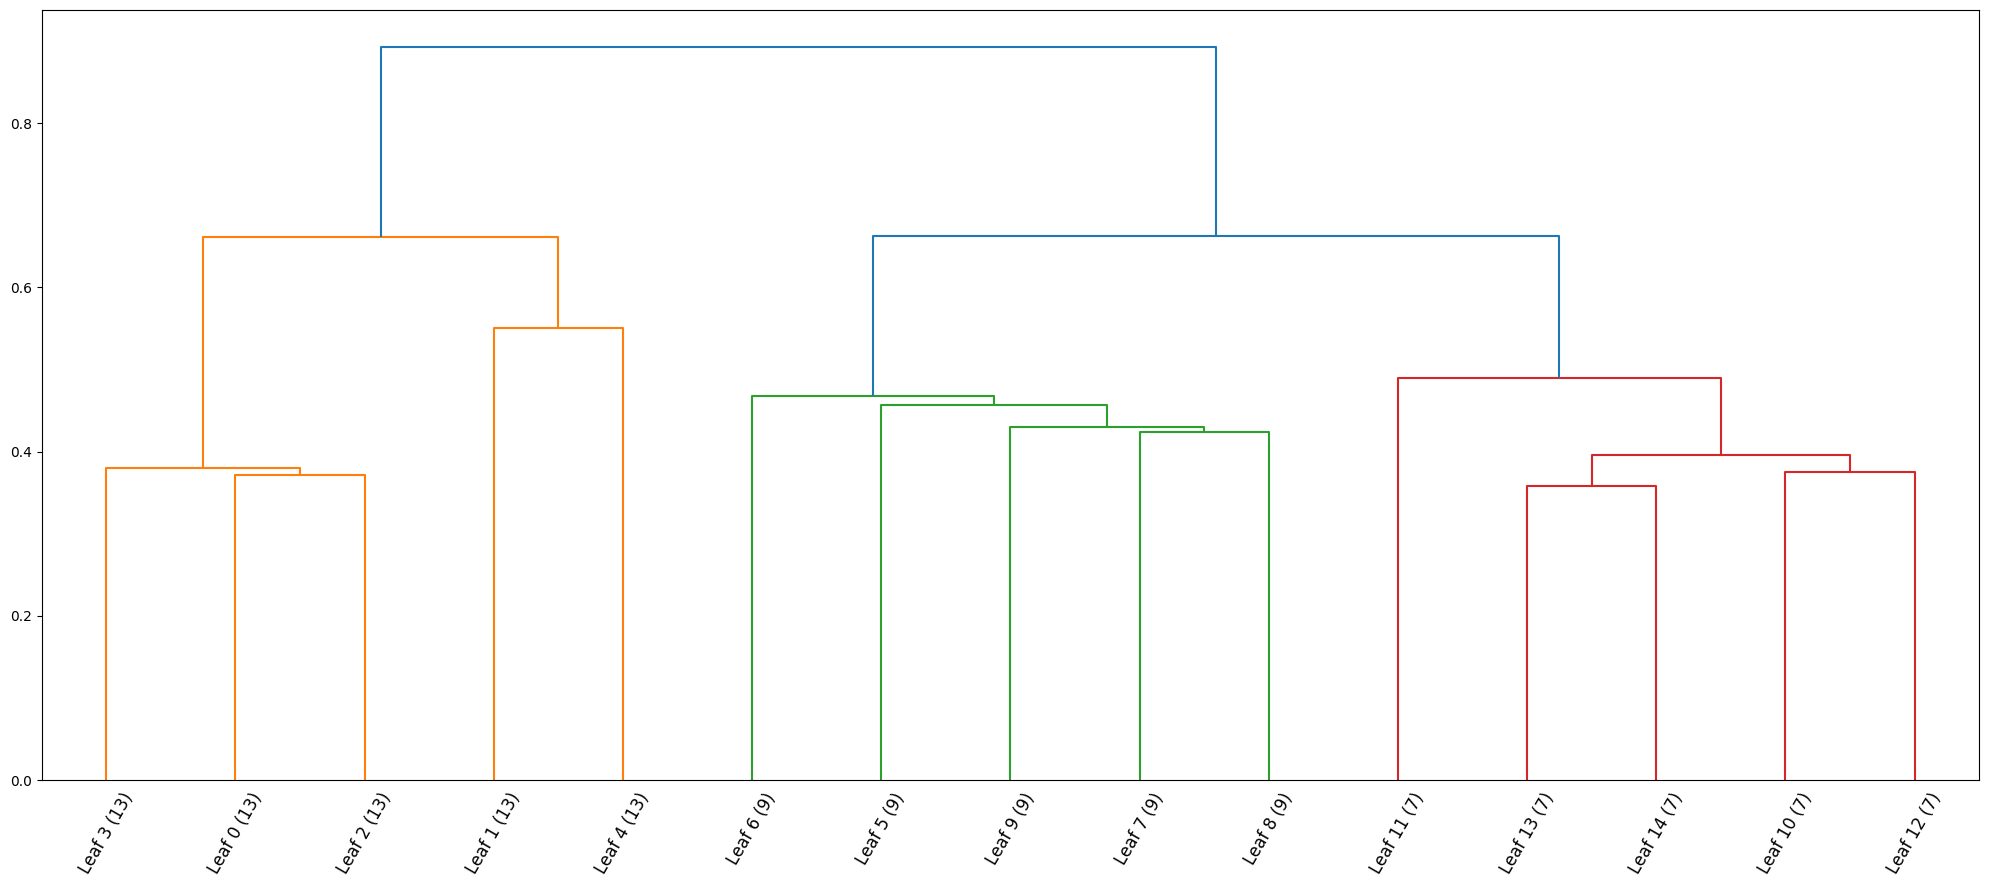 0.8
0.6
0.4
0.2
0.0
Leaf 3 (13)
Leaf 0 (13)
Leaf 2 (13)
Leaf 1 (13)
Leaf 4 (13)
Leaf 6 (9)
Leaf 5 (9)
Leaf 9 (9)
Leaf 7 (9)
Leaf 8 (9)
Leaf 11 (7)
Leaf 13 (7)
Leaf 14 (7)
Leaf 10 (7)
Leaf 12 (7)